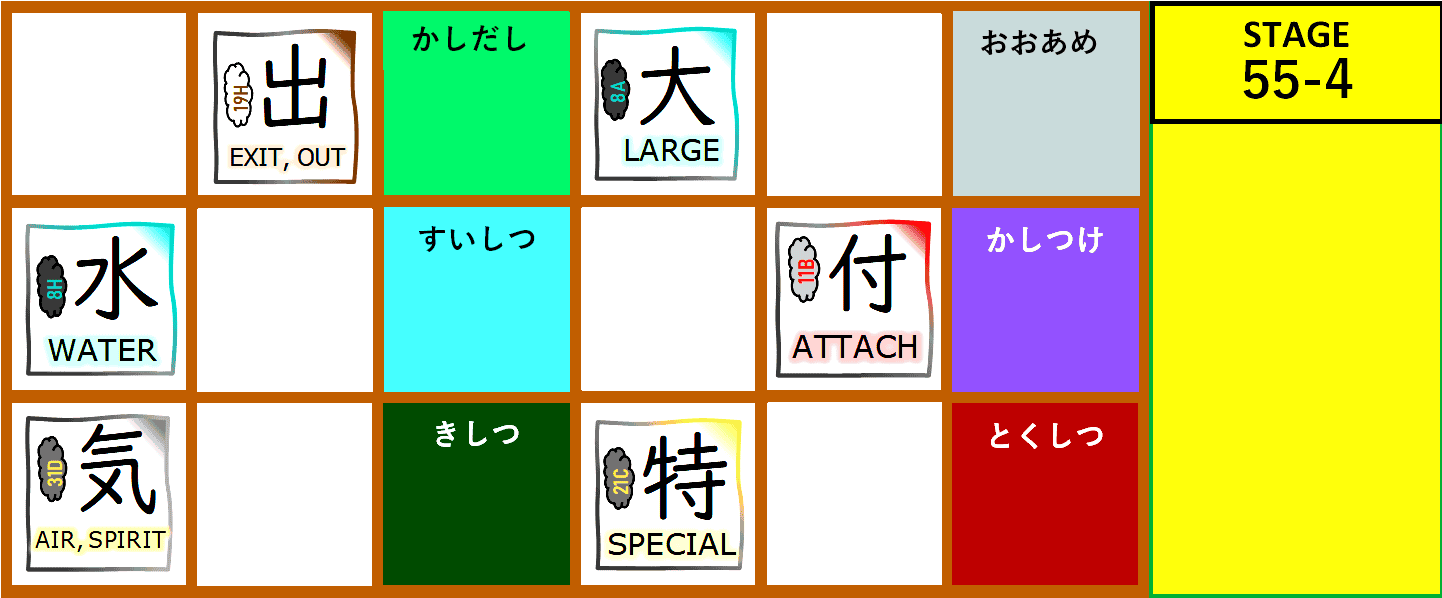 19H
出
EXIT, OUT
かしだし
8A
大
LARGE
おおあめ
STAGE
55-4
8H
水
WATER
すいしつ
11B
付
ATTACH
かしつけ
31D
気
AIR, SPIRIT
きしつ
21C
特
SPECIAL
とくしつ